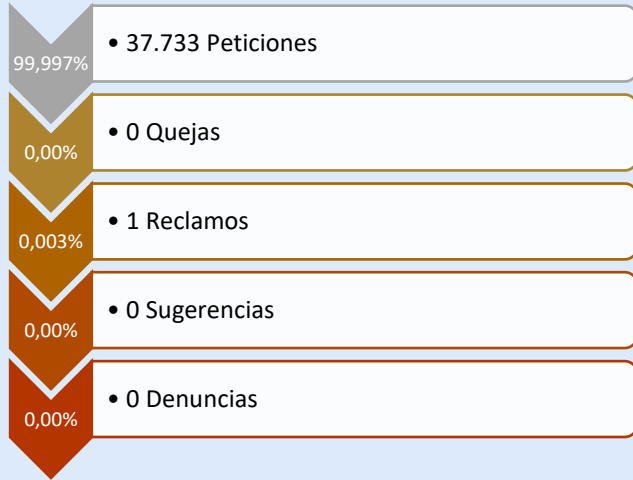 99,997%
• 37.733 Peticiones
0,00%
• 0 Quejas
0,003%
• 1 Reclamos
0,00%
• 0 Sugerencias
0,00%
• 0 Denuncias